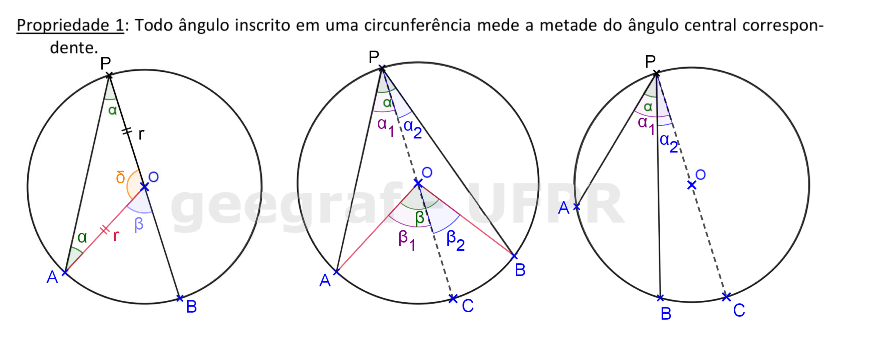 Propriedade 1: Todo ângulo inscrito em uma circunferência mede a metade do ângulo central correspon-
dente.
P
α
r
δ
O
β
α
r
A
B
P
α
α1 α2
O
β
β1 β2
A
B
C
P
α
α1
α2
O
A
B
C
geegraf UFPR